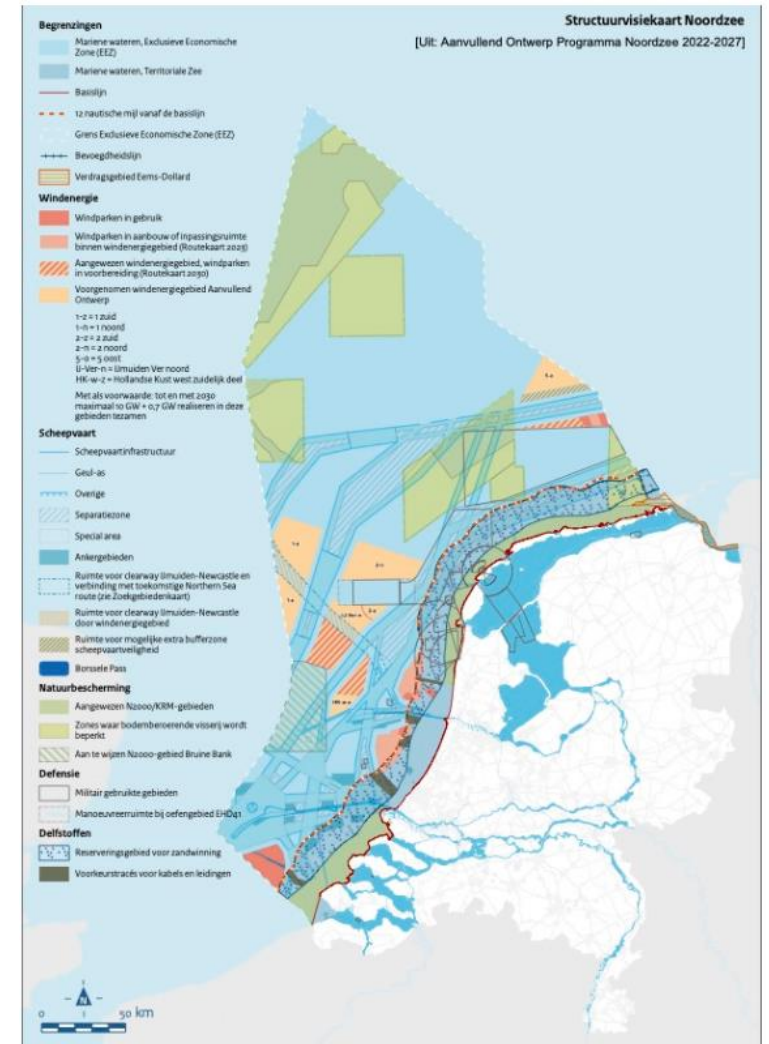 Structuurvisiekaart Noordzee
[Uit: Aanvullend Ontwerp Programma Noordzee 2022-2027]
Begrenzingen
Mariene wateren, Exclusieve Economische
Zone (EEZ)
Mariene wateren, Territoriale Zee
Basislijn
12 nautische mijl vanaf de basislijn
Grens Exclusieve Economische Zone (EEZ)
Bevoegdheidslijn
Verdragsgebied Eems-Dollard
Windenergie
Windparken in gebruik
Windparken in aanbouw of inpassingsruimte
binnen windenergiegebied (Routekaart 2023)
Aangewezen windenergiegebied, windparken
in voorbereiding (Routekaart 2030)
Voorgenomen windenergiegebied Aanvullend
Ontwerp
1-z = 1 zuid
1-n = 1 noord
2-z = 2 zuid
2-n = 2 noord
5-o = 5 oost
IJ-Ver-n = IJmuiden Ver noord
HK-w-z = Hollandse Kust west zuidelijk deel
Met als voorwaarde: tot en met 2030
maximaal 10 GW + 0,7 GW realiseren in deze
gebieden tezamen
Scheepvaart
Scheepvaartinfrastructuur
Geul-as
Overige
Separatiezone
Special area
Ankergebieden
Ruimte voor clearway IJmuiden-Newcastle en
verbinding met toekomstige Northern Sea
route (zie Zoekgebiedenkaart)
Ruimte voor clearway IJmuiden-Newcastle
door windenergiegebied
Ruimte voor mogelijke extra bufferzone
scheepvaartveiligheid
Borssele Pass
Natuurbescherming
Aangewezen N2000/KRM-gebieden
Zones waar bodemberoerende visserij wordt
beperkt
Aan te wijzen N2000-gebied Bruine Bank
Defensie
Militair gebruikte gebieden
Manoeuvreerruimte bij oefengebied EHD41
Delfstoffen
Reserveringsgebied voor zandwinning
Voorkeurstracés voor kabels en leidingen
N
0 50 km